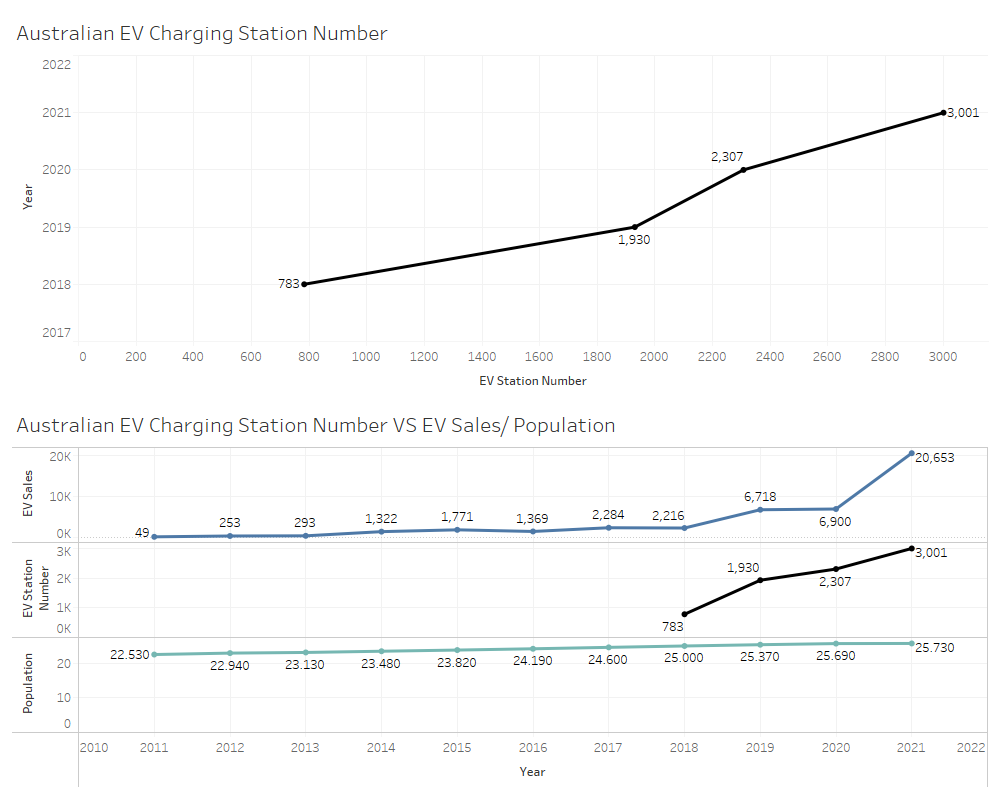 Australian EV Charging Station Number
2022
2021
3,001
2,307
2020
Year
2019
1,930
2018
783
2017
0 200 400 600 800 1000 1200 1400 1600 1800 2000 2200 2400 2600 2800 3000
EV Station Number
Australian EV Charging Station Number VS EV Sales/ Population
EV Sales
20K
10K
0K
49 253 293 1,322 1,771 1,369 2,284 2,216 6,718 6,900 20,653
EV Station
Number
3K
2K
1K
0K
783 1,930 2,307 3,001
Population
20
10
0
22.530 22.940 23.130 23.480 23.820 24.190 24.600 25.000 25.370 25.690 25.730
2010 2011 2012 2013 2014 2015 2016 2017 2018 2019 2020 2021 2022
Year